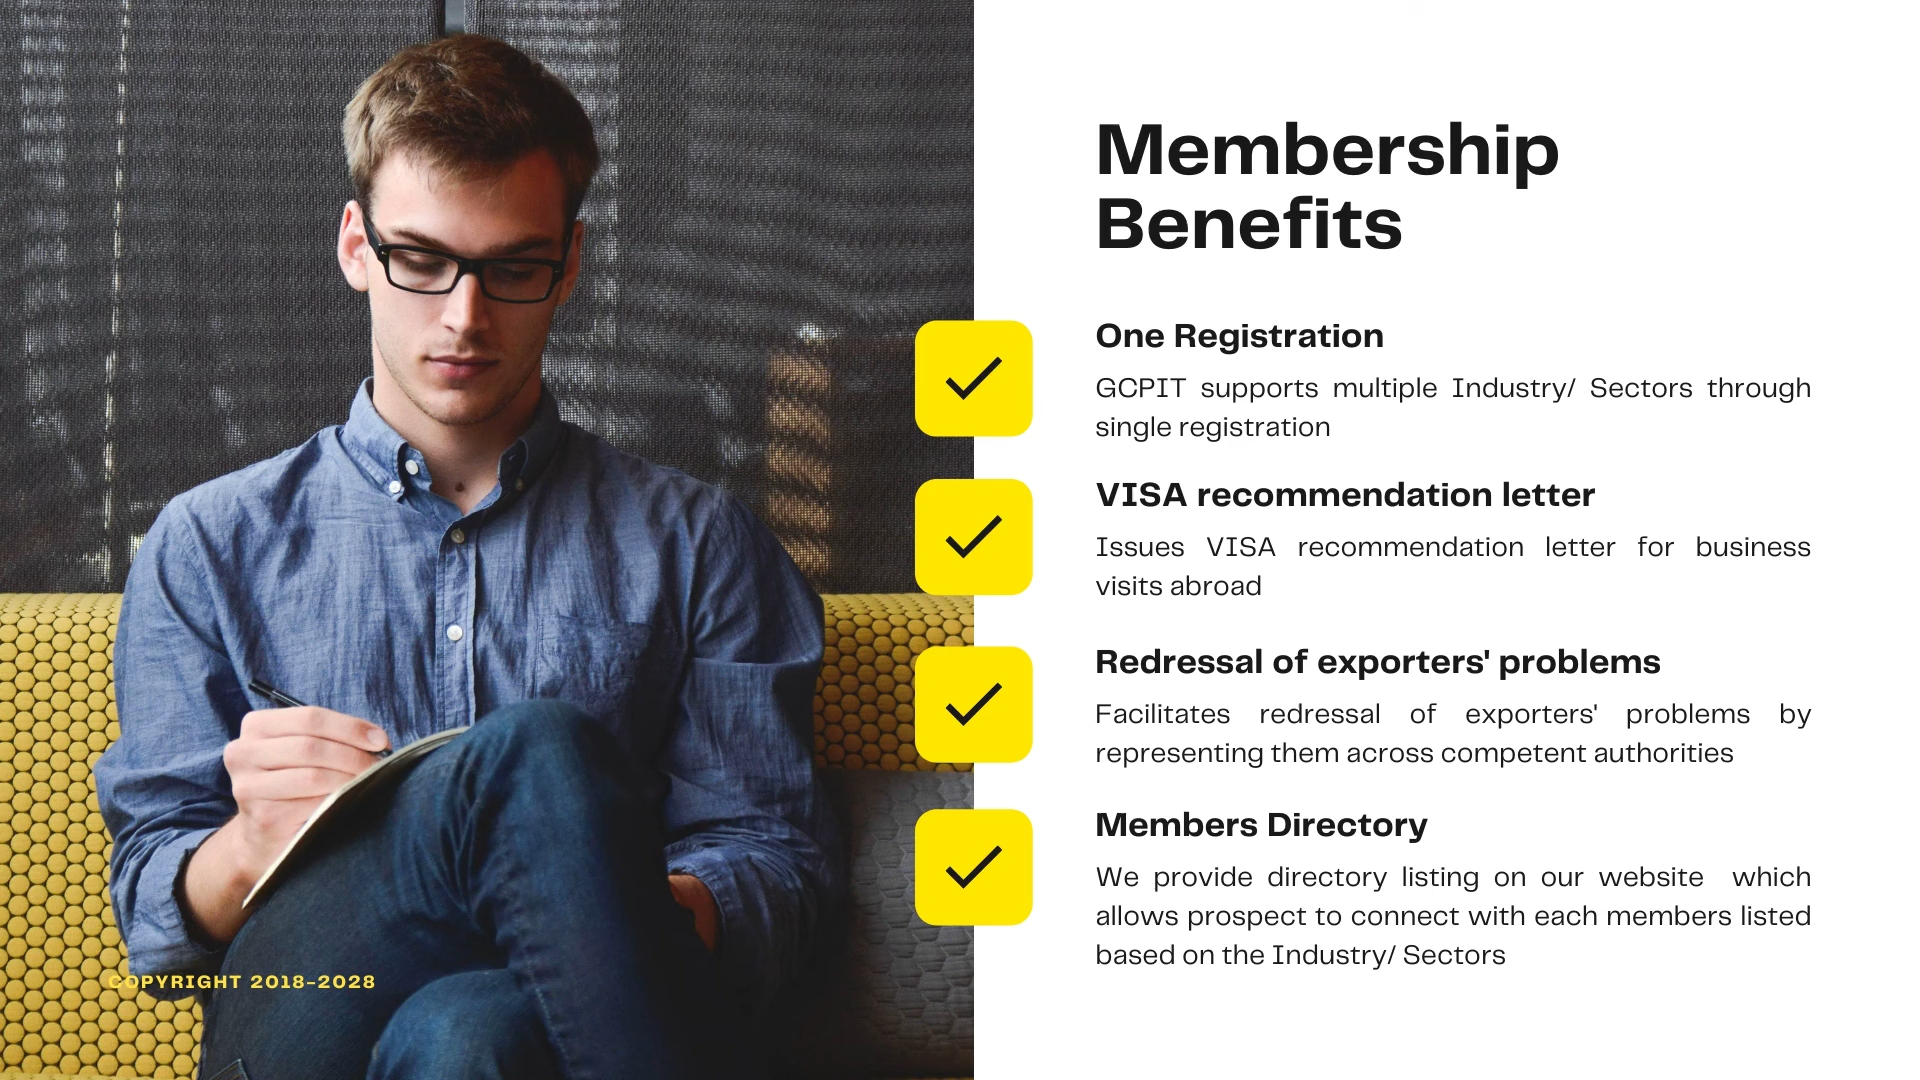 Membership
Benefits
One Registration
GCPIT supports multiple Industry/ Sectors through
single registration
VISA recommendation letter
Issues VISA recommendation letter for business
visits abroad
Redressal of exporters' problems
Facilitates redressal of exporters' problems by
representing them across competent authorities
Members Directory
We provide directory listing on our website which
allows prospect to connect with each members listed
based on the Industry/ Sectors
COPYRIGHT 2018-2028